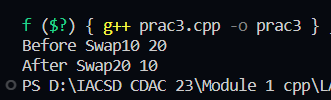 f ($?) { g++ prac3.cpp -o prac3 }
Before Swap10 20
After Swap20 10
PS D:\IACSD CDAC 23\Module 1 cpp\